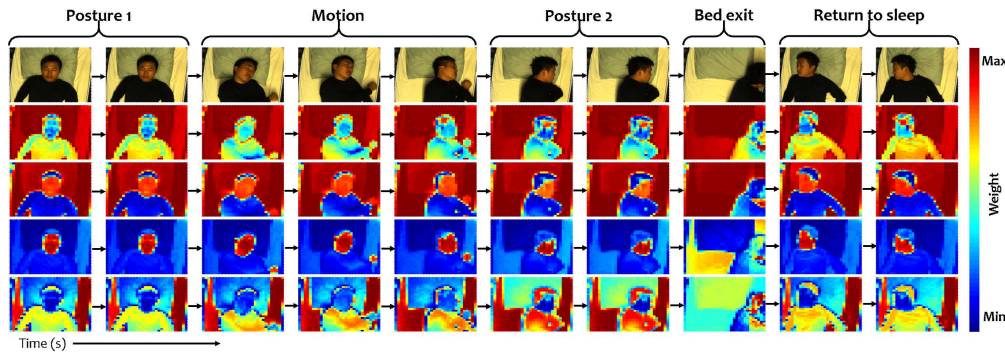 Posture 1
Motion
Posture 2
Bed exit
Return to sleep
Max
Weight
Min
Time (s)